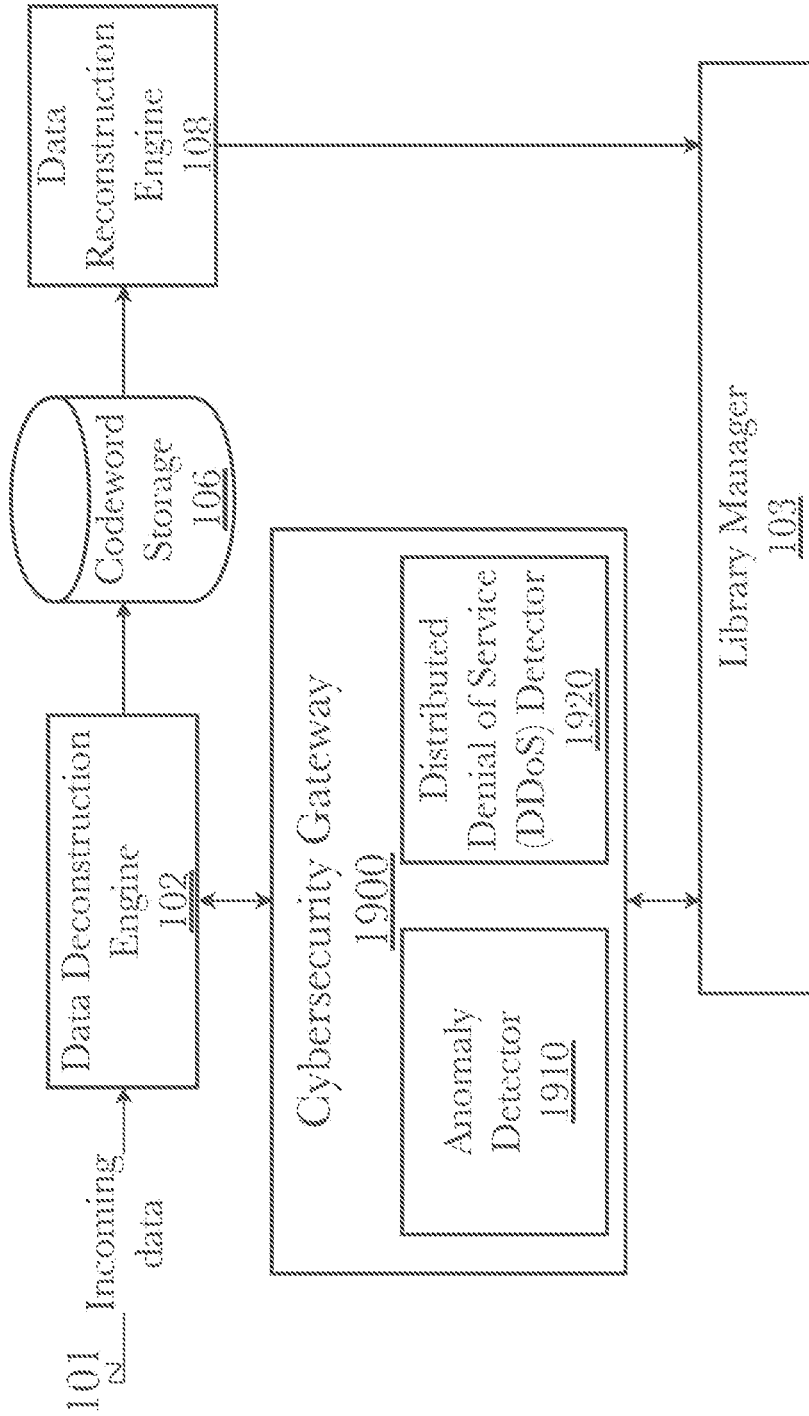 101
Incoming
data
Data Deconstruction
Engine
102
Codeword
Storage
106
Data
Reconstruction
Engine
108
Cybersecurity Gateway
1900
Anomaly
Detector
1910
Distributed
Denial of Service
(DDoS) Detector
1920
Library Manager
103